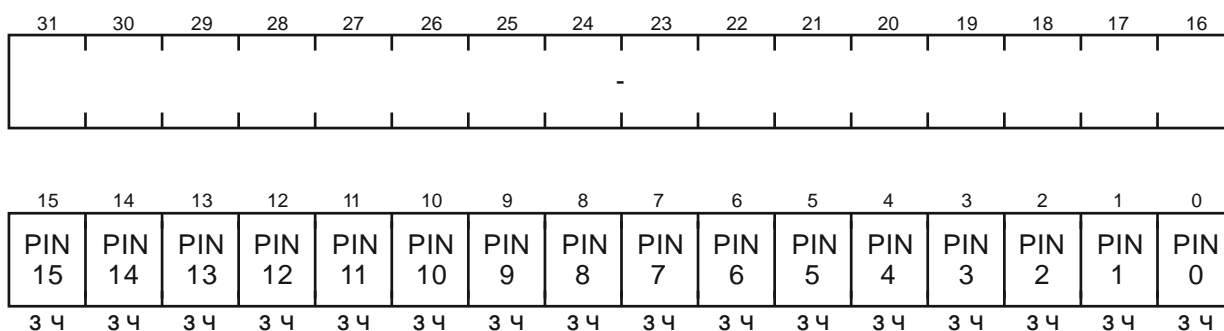 31 30 29 28 27 26 25 24 23 22 21 20 19 18 17 16
-
15 14 13 12 11 10 9 8 7 6 5 4 3 2 1 0
PIN PIN PIN PIN PIN PIN PIN PIN PIN PIN PIN PIN PIN PIN PIN PIN
15 14 13 12 11 10 9 8 7 6 5 4 3 2 1 0
З Ч З Ч З Ч З Ч З Ч З Ч З Ч З Ч З Ч З Ч З Ч З Ч З Ч З Ч З Ч З Ч